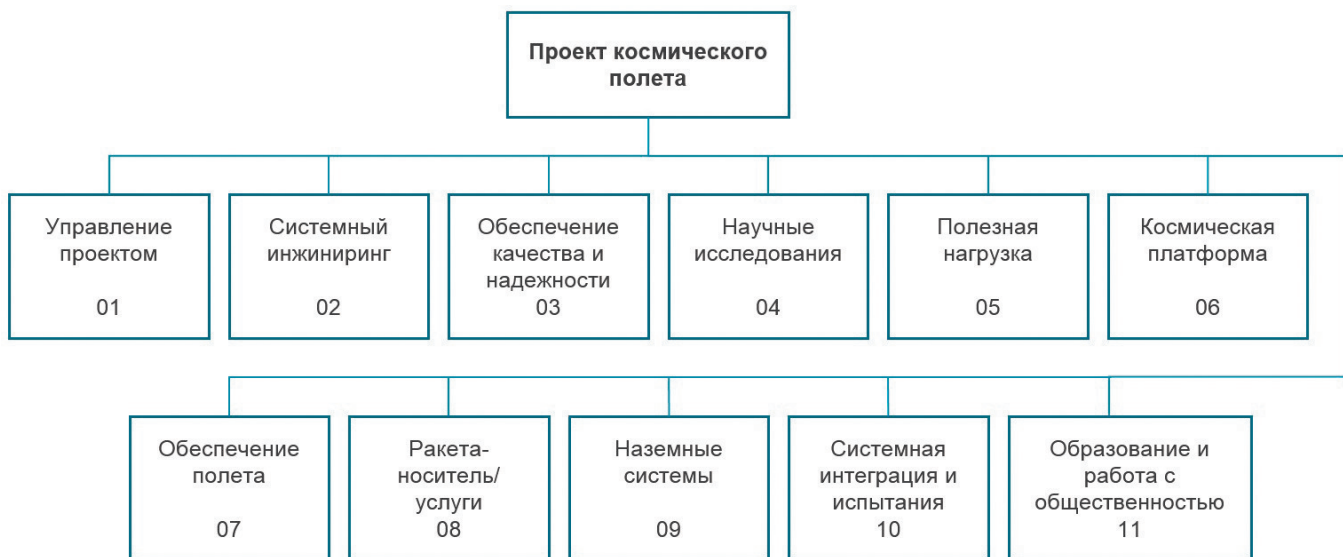 Проект космического
полета
Управление
проектом
01
Системный
инжиниринг
02
Обеспечение
качества и
надежности
03
Научные
исследования
04
Полезная
нагрузка
05
Космическая
платформа
06
Обеспечение
полета
07
Ракета-
носитель/
услуги
08
Наземные
системы
09
Системная
интеграция и
испытания
10
Образование и
работа с
общественностью
11